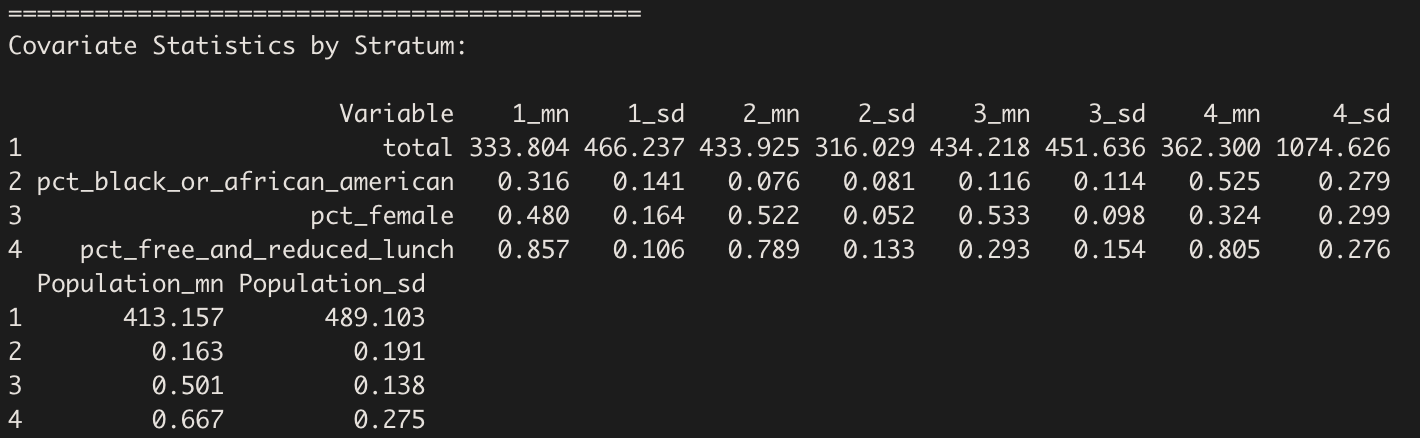 ============================================
Covariate Statistics by Stratum:
Variable 1_mn 1_sd 2_mn 2_sd 3_mn 3_sd 4_mn 4_sd
1 total 333.804 466.237 433.925 316.029 434.218 451.636 362.300 1074.626
2 pct_black_or_african_american 0.316 0.141 0.076 0.081 0.116 0.114 0.525 0.279
3 pct_female 0.480 0.164 0.522 0.052 0.533 0.098 0.324 0.299
4 pct_free_and_reduced_lunch 0.857 0.106 0.789 0.133 0.293 0.154 0.805 0.276
Population_mn Population_sd
1 413.157 489.103
2 0.163 0.191
3 0.501 0.138
4 0.667 0.275